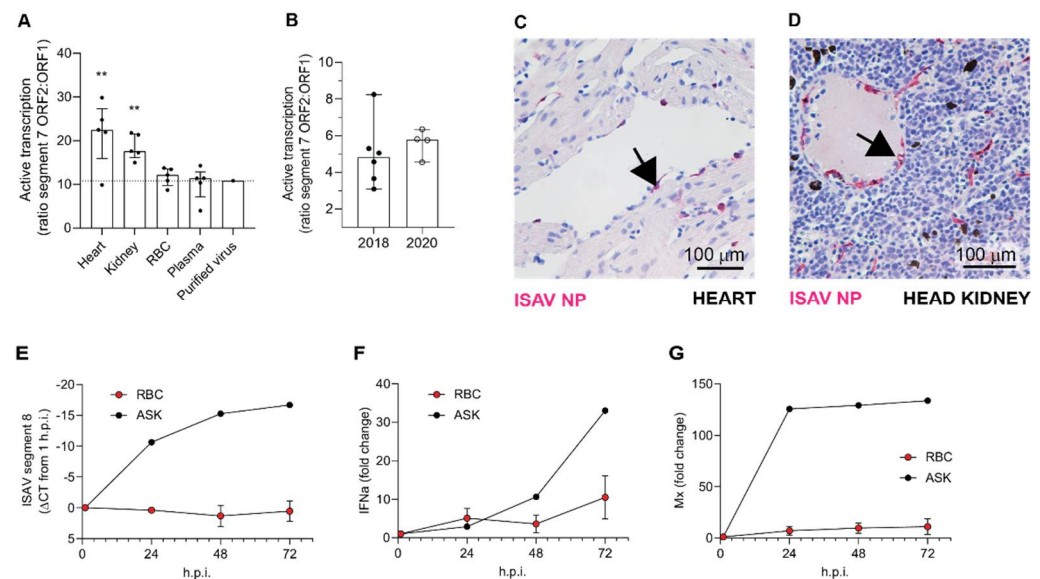 A
Active transcription
(ratio segment 7 ORF2:ORF1)
40
30
20
10
0
**
**
Heart
Kidney
RBC
Plasma
Purified virus
B
Active transcription
(ratio segment 7 ORF2:ORF1)
10
8
6
4
2
2018
2020
C
100 µm
ISAV NP
HEART
D
100 µm
ISAV NP
HEAD KIDNEY
E
ISAV segment 8
(ΔCT from 1 h.p.i.)
-20
-15
-10
-5
0
5
RBC
ASK
0
24
48
72
h.p.i.
F
IFNa (fold change)
40
30
20
10
0
RBC
ASK
0
24
48
72
h.p.i.
G
Mx (fold change)
150
100
50
0
RBC
ASK
0
24
48
72
h.p.i.